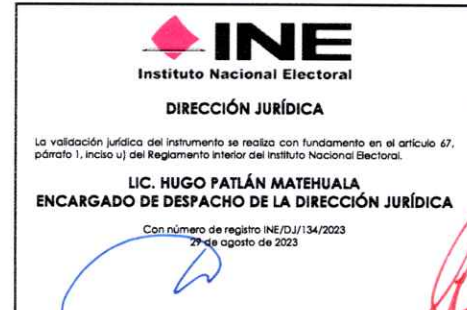 INE
Instituto Nacional Electoral
DIRECCIÓN JURÍDICA
La validación jurídica del instrumento se realiza con fundamento en el artículo 67,
párrafo 1, inciso u) del Reglamento Interior del Instituto Nacional Electoral.
LIC. HUGO PATLÁN MATEHUALA
ENCARGADO DE DESPACHO DE LA DIRECCIÓN JURÍDICA
Con número de registro INE/DJ/134/2023
29 de agosto de 2023